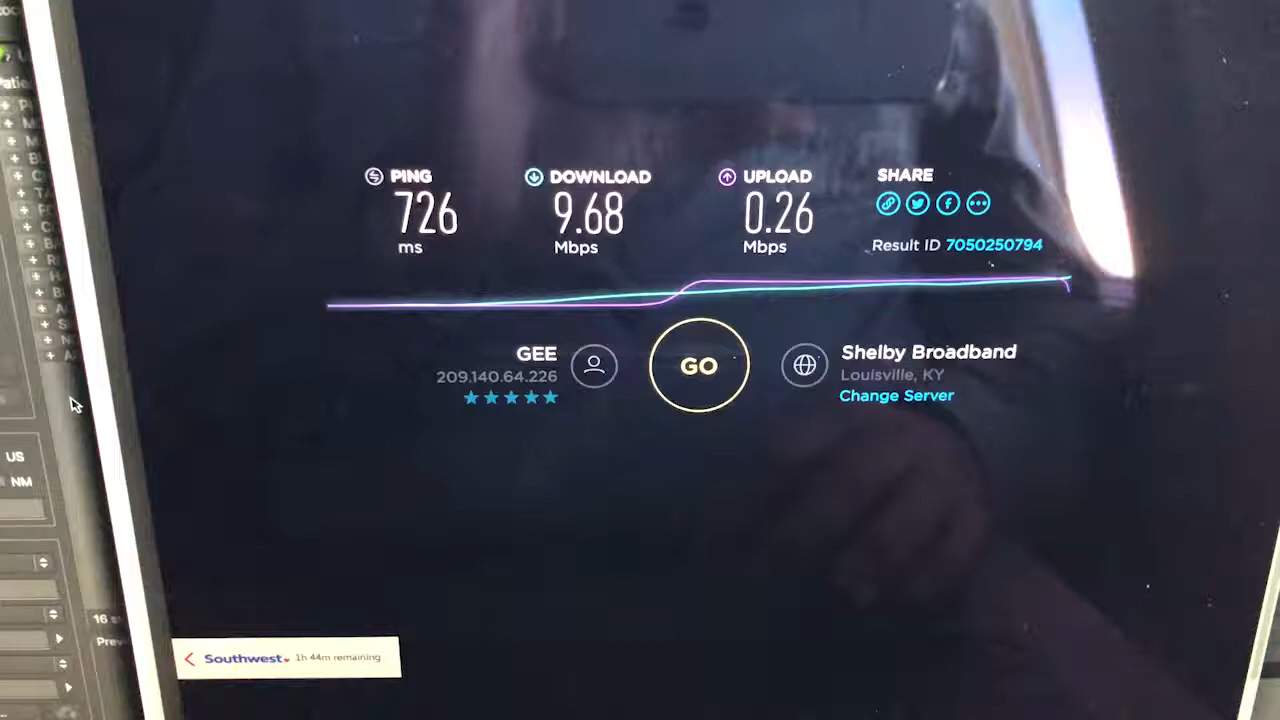 PING
726
ms
DOWNLOAD
9.68
Mbps
UPLOAD
0.26
Mbps
SHARE
Result ID 7050250794
GEE
209.140.64.226
GO
Shelby Broadband
Louisville, KY
Change Server
US
NM
16
Southwest 1h 44m remaining